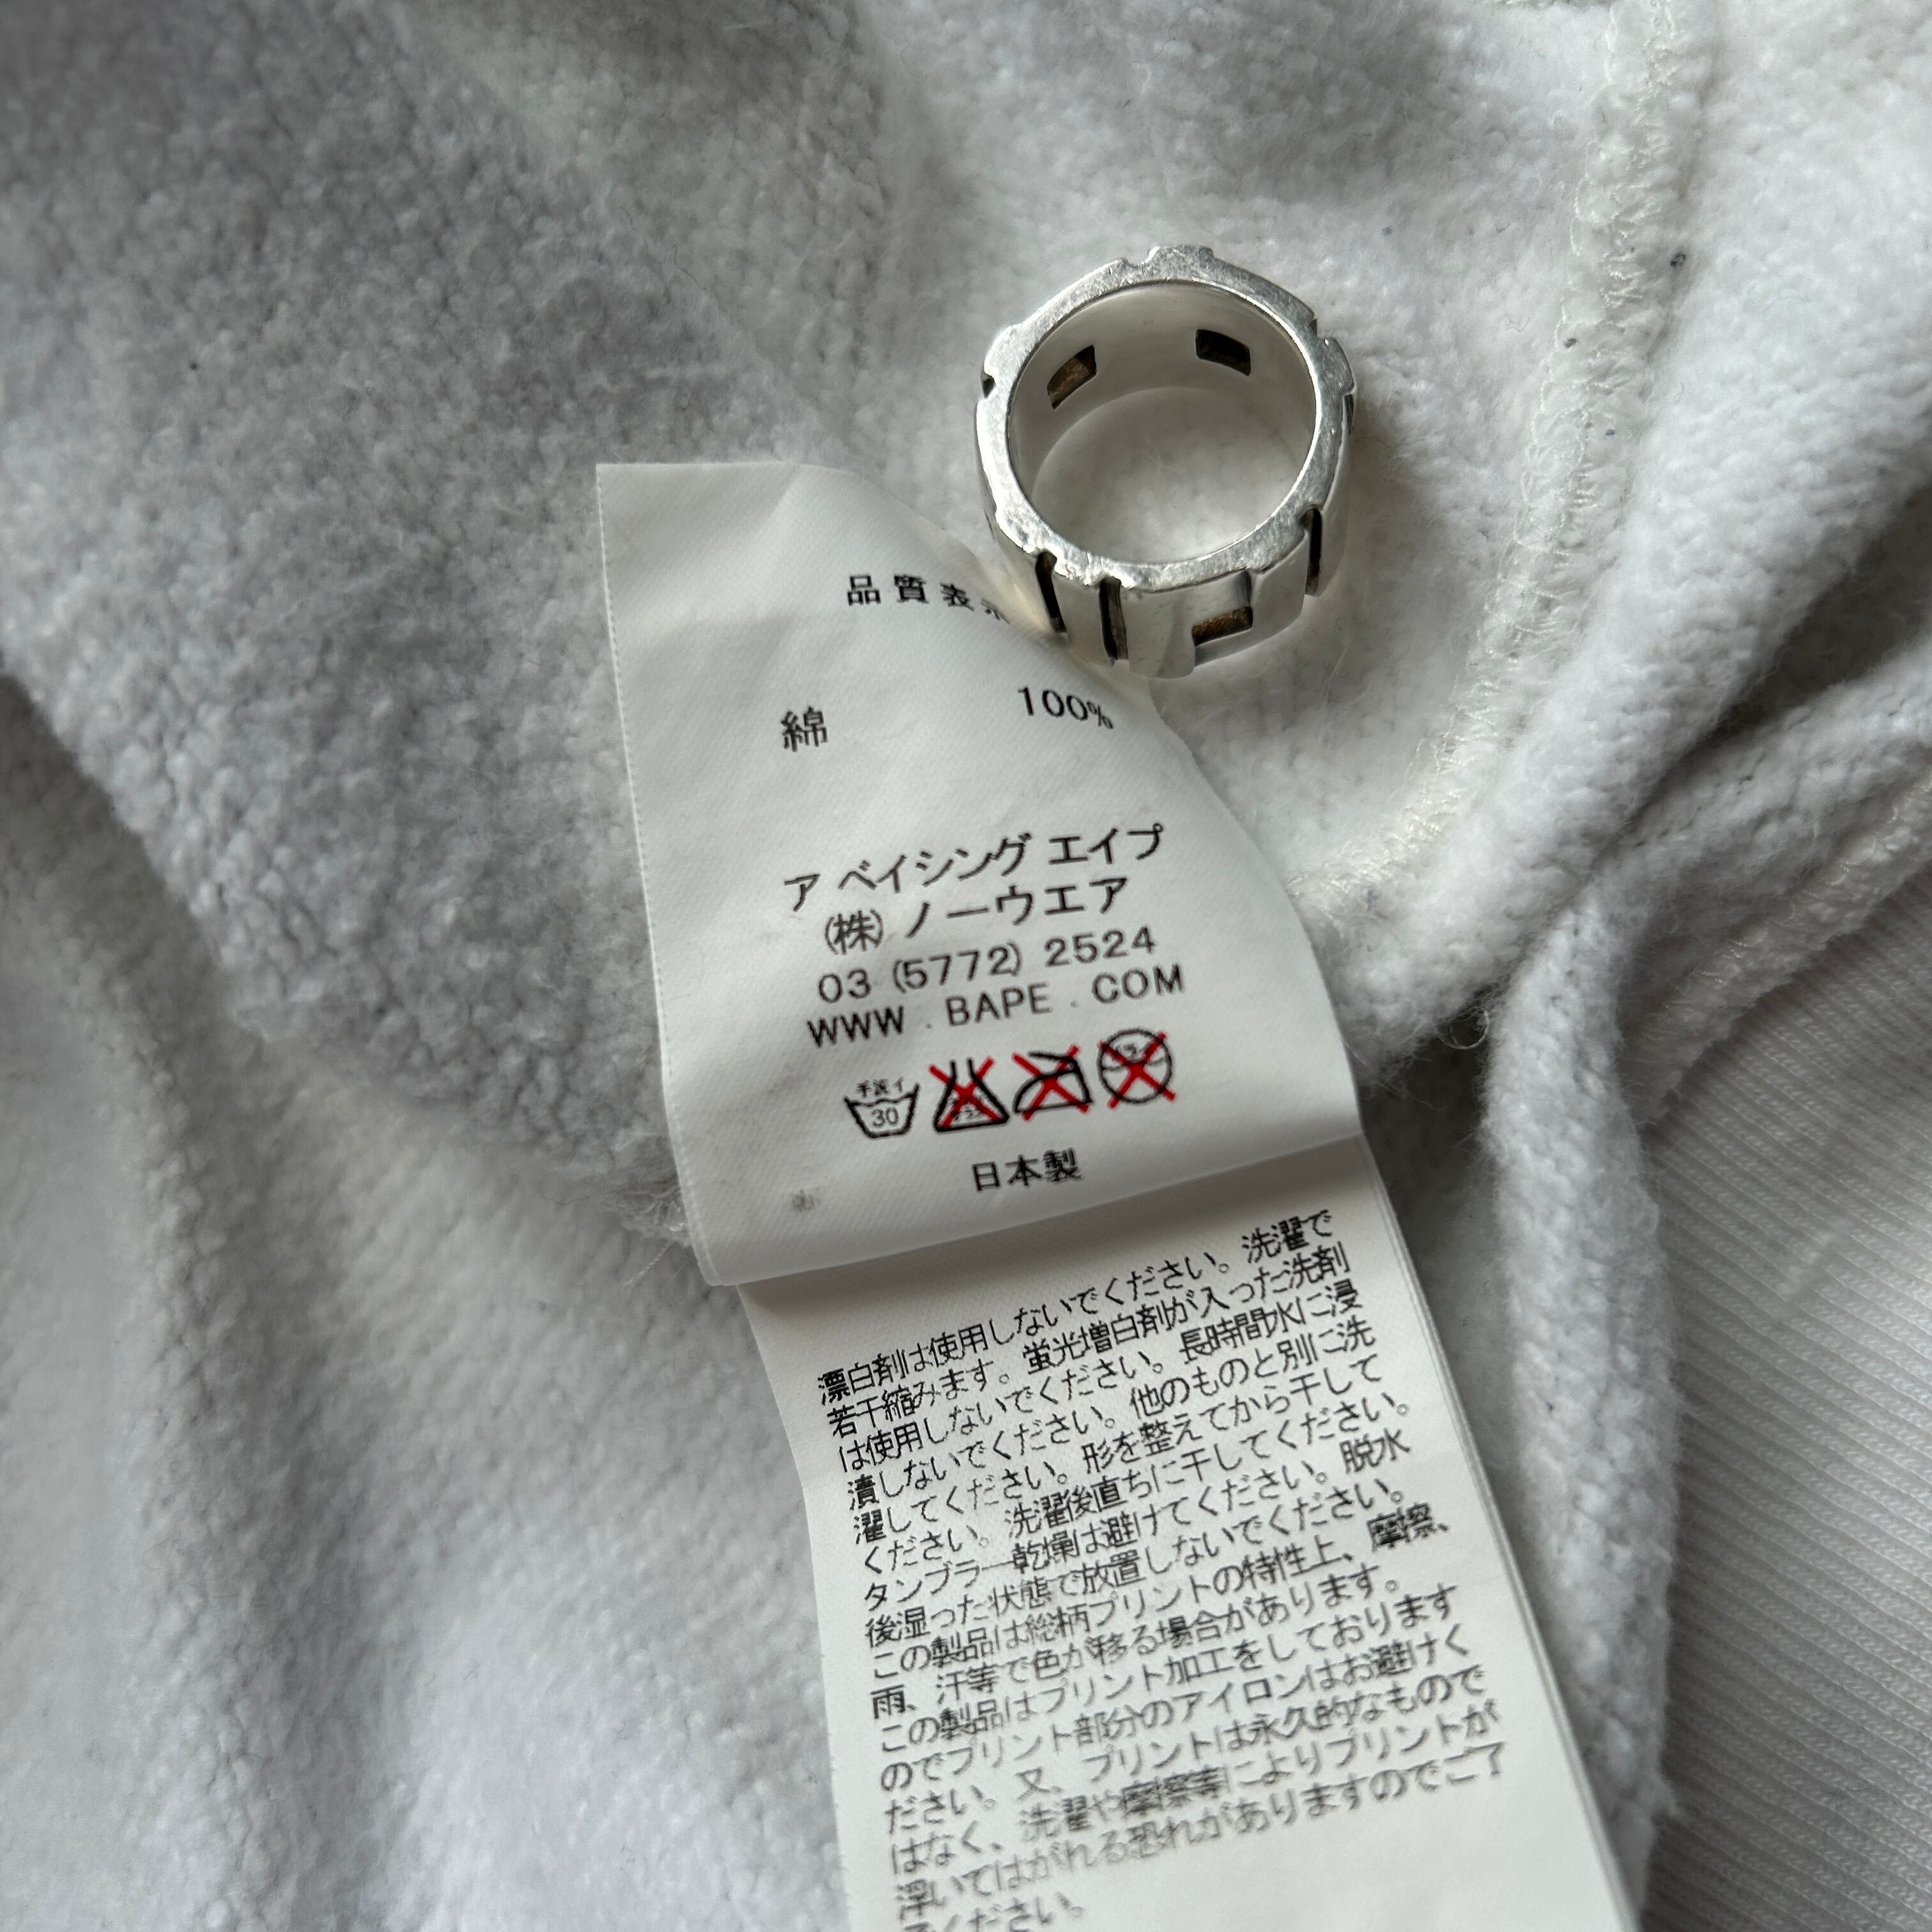 品質表示
綿 100%
ア ベイシング エイプ
(株) ノーウエア
03 (5772) 2524
WWW . BAPE . COM
手洗イ
30
日本製
漂白剤は使用しないでください。洗濯で
若干縮みます。蛍光増白剤が入った洗剤
は使用しないでください。長時間水に浸
漬しないでください。他のものと別に洗
濯してください。形を整えてから干して
ください。洗濯後直ちに干してください。
タンブラー乾燥は避けてください。脱水
後湿った状態で放置しないでください。
この製品は総柄プリントの特性上、摩擦、
雨、汗等で色が移る場合があります。
この製品はプリント加工をしております
のでプリント部分のアイロンはお避けく
ださい。又、プリントは永久的なもので
はなく、洗濯や摩擦等によりプリントが
浮いてはがれる恐れがありますのでご了
承ください。